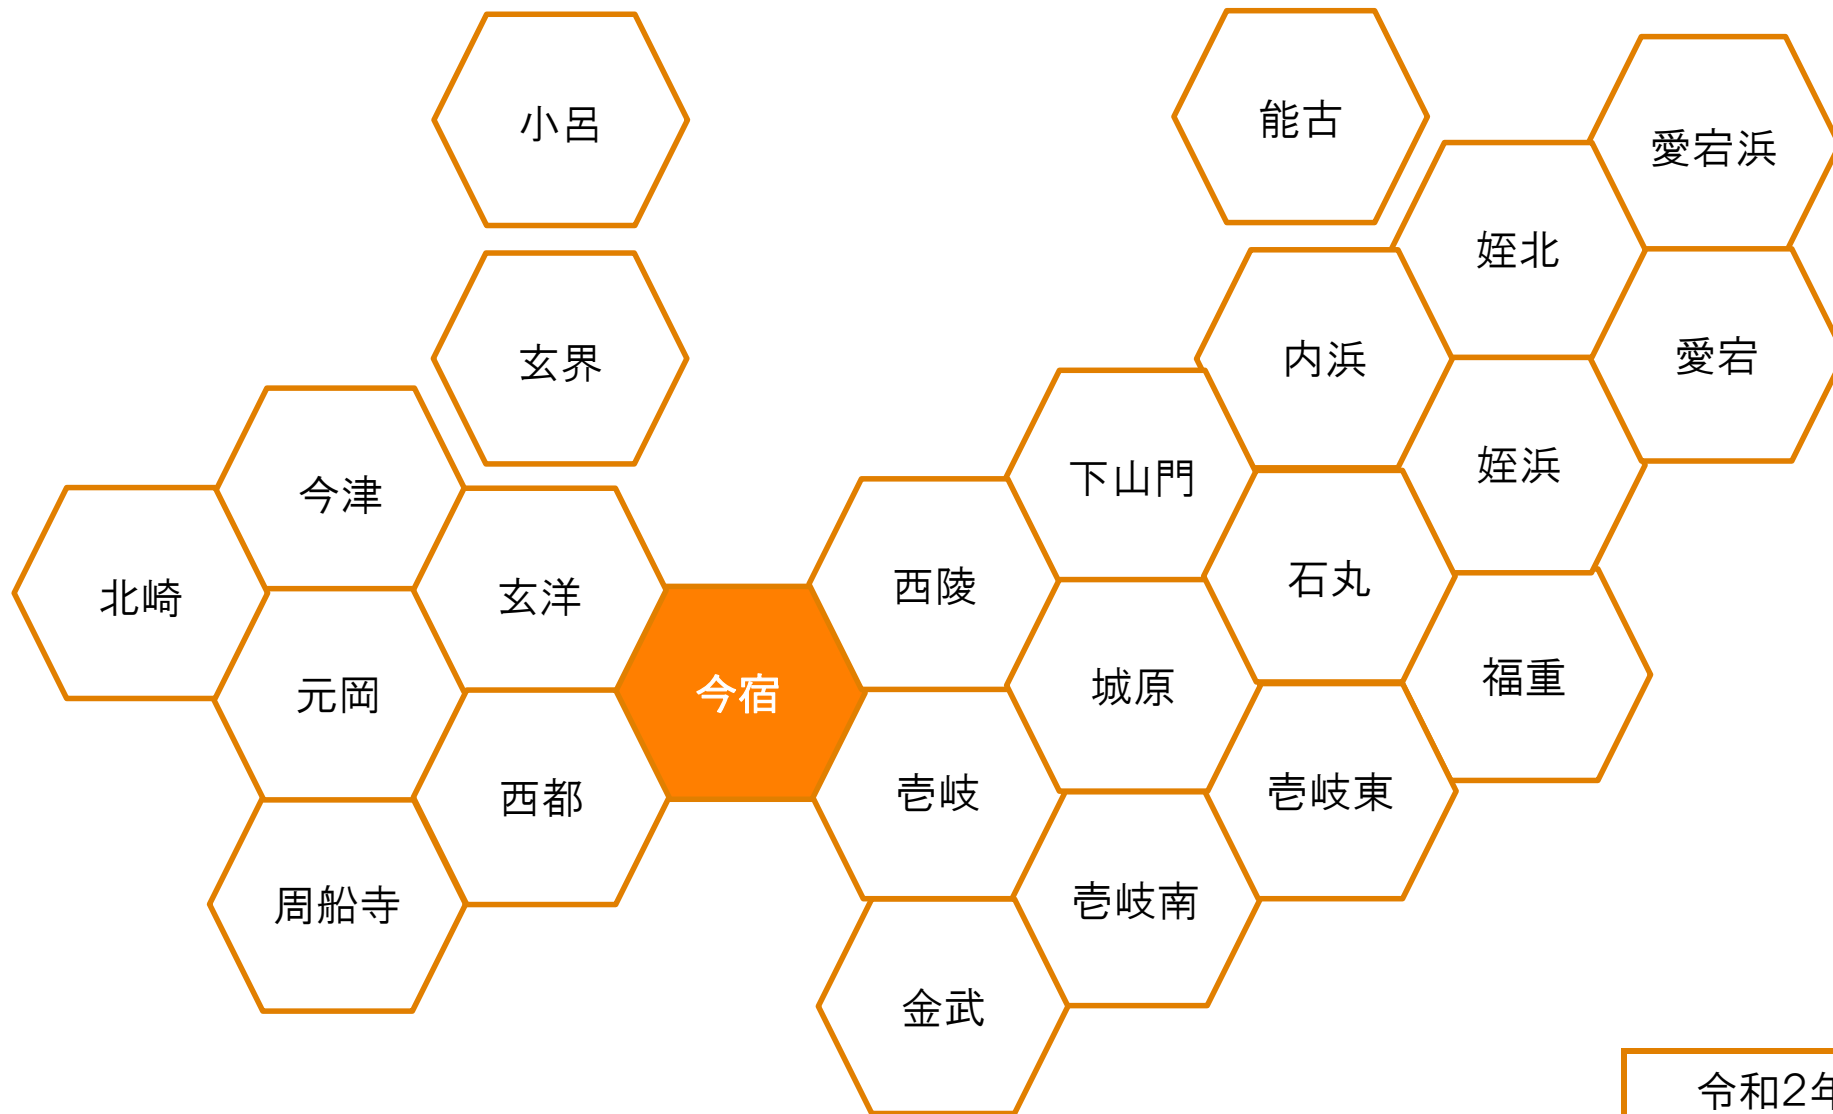 小呂
能古
愛宕浜
姪北
玄界
内浜
愛宕
今津
下山門
姪浜
北崎
玄洋
西陵
石丸
元岡
今宿
城原
福重
西都
壱岐
壱岐東
周船寺
壱岐南
金武
令和2年